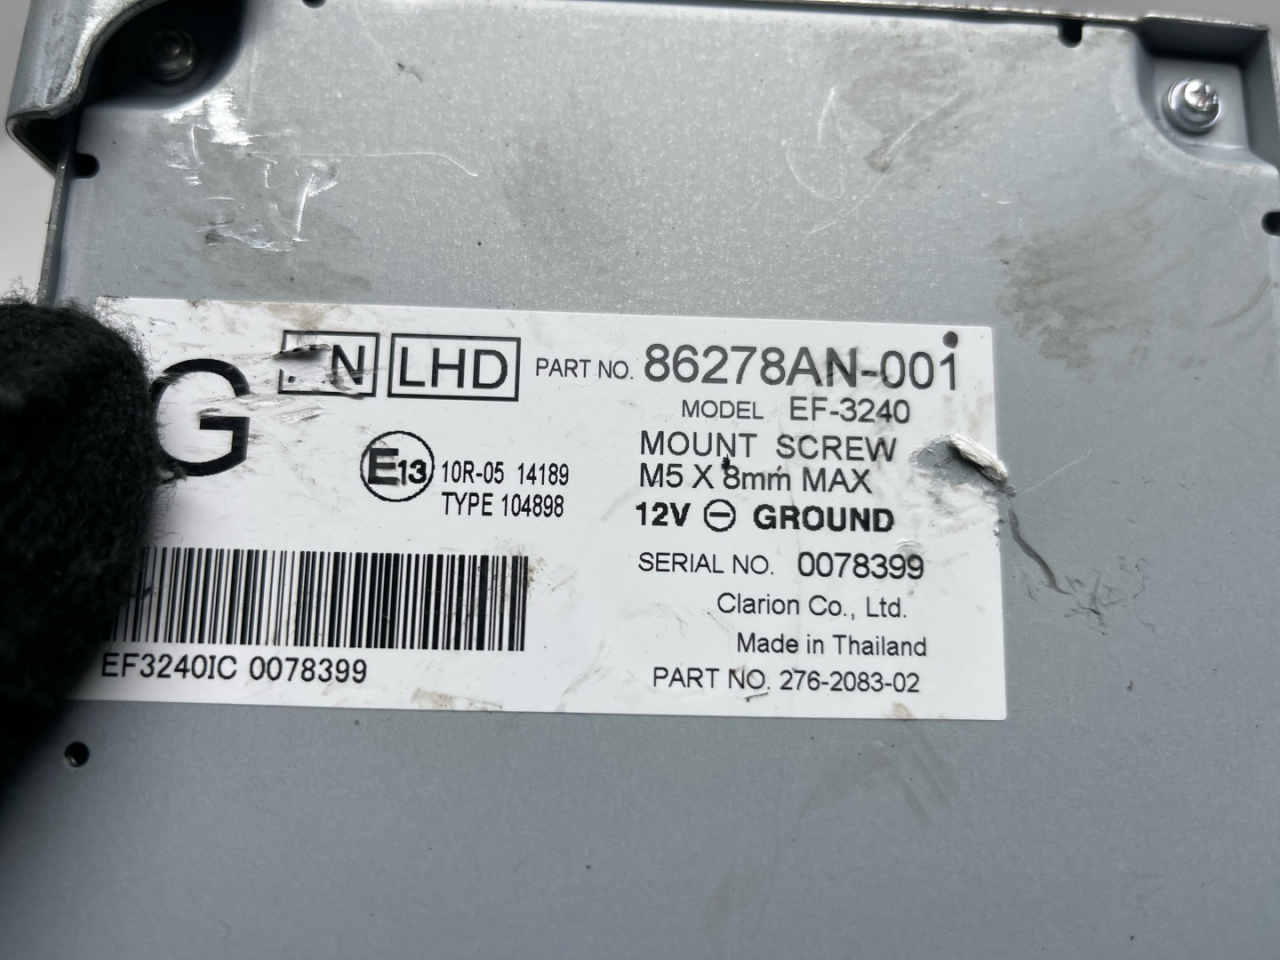 G LHD PART NO. 86278AN-001
MODEL EF-3240
MOUNT SCREW
M5 X 8mm MAX
12V ⊖ GROUND
E13 10R-05 14189
TYPE 104898
SERIAL NO. 0078399
Clarion Co., Ltd.
Made in Thailand
PART NO. 276-2083-02
EF3240IC 0078399